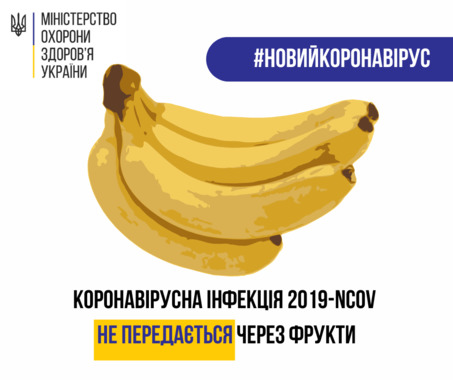 МІНІСТЕРСТВО
ОХОРОНИ
ЗДОРОВ'Я
УКРАЇНИ
#НОВИЙКОРОНАВІРУС
КОРОНАВІРУСНА ІНФЕКЦІЯ 2019-NCOV
НЕ ПЕРЕДАЄТЬСЯ ЧЕРЕЗ ФРУКТИ